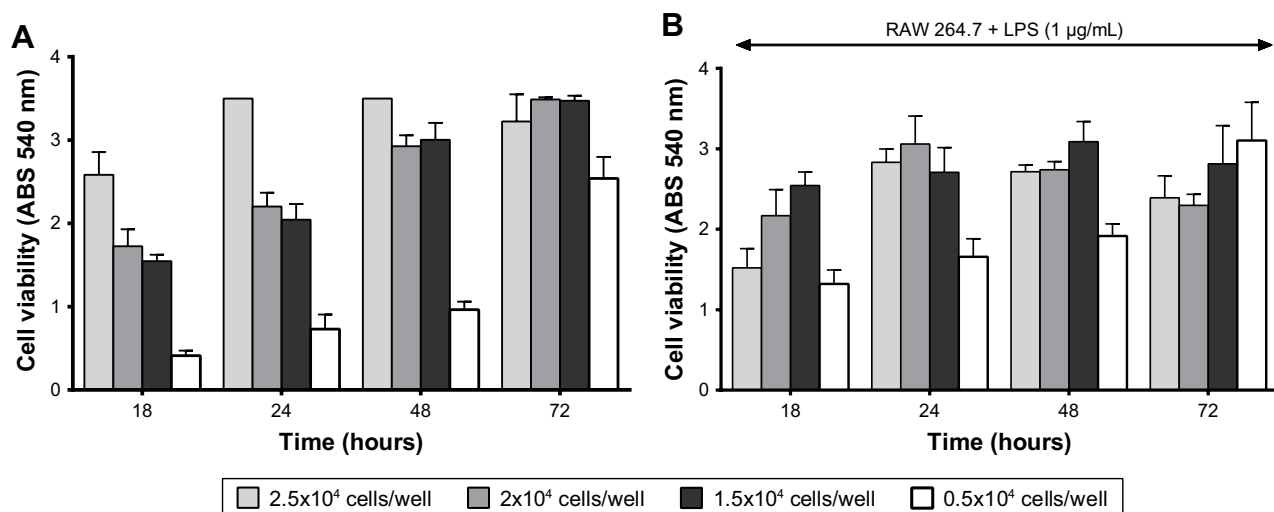 A
Cell viability (ABS 540 nm)
4
3
2
1
0
18 24 48 72
Time (hours)
B
RAW 264.7 + LPS (1 µg/mL)
Cell viability (ABS 540 nm)
4
3
2
1
0
18 24 48 72
Time (hours)
2.5x10⁴ cells/well 2x10⁴ cells/well 1.5x10⁴ cells/well 0.5x10⁴ cells/well